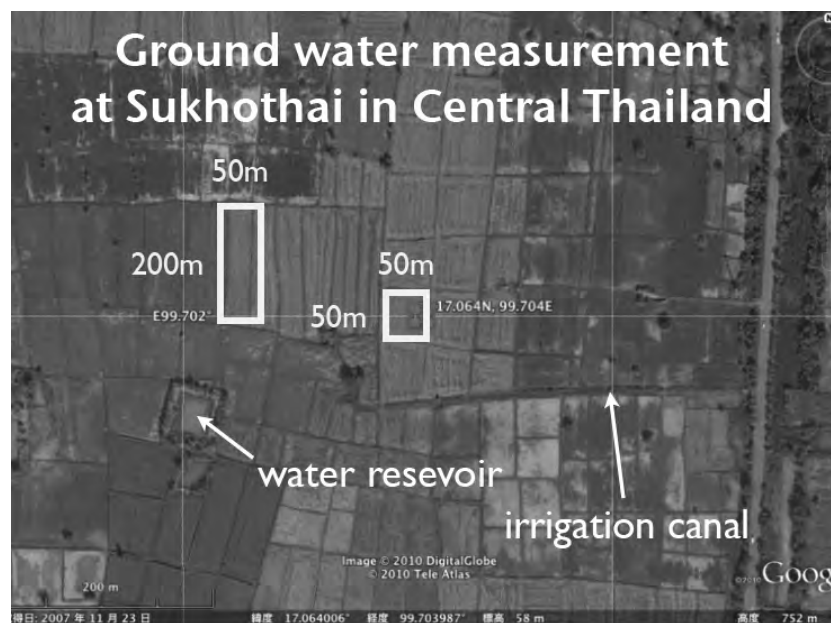 Ground water measurement
at Sukhothai in Central Thailand
50m
200m
50m
50m
17.064N, 99.704E
E99.702°
water resevoir
irrigation canal
Image © 2010 DigitalGlobe
© 2010 Tele Atlas
©2010 Goog
200 m
得日: 2007 年 11 月 23 日 緯度 17.064006° 経度 99.703987° 標高 58 m 高度 752 m